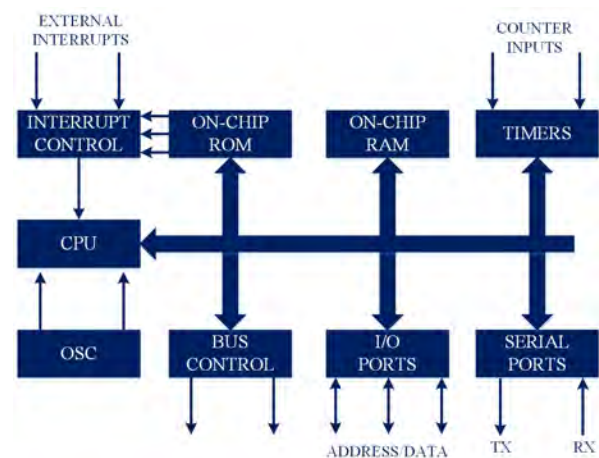 EXTERNAL
INTERRUPTS
COUNTER
INPUTS
INTERRUPT
CONTROL
ON-CHIP
ROM
ON-CHIP
RAM
TIMERS
CPU
OSC
BUS
CONTROL
I/O
PORTS
SERIAL
PORTS
ADDRESS/DATA
TX
RX